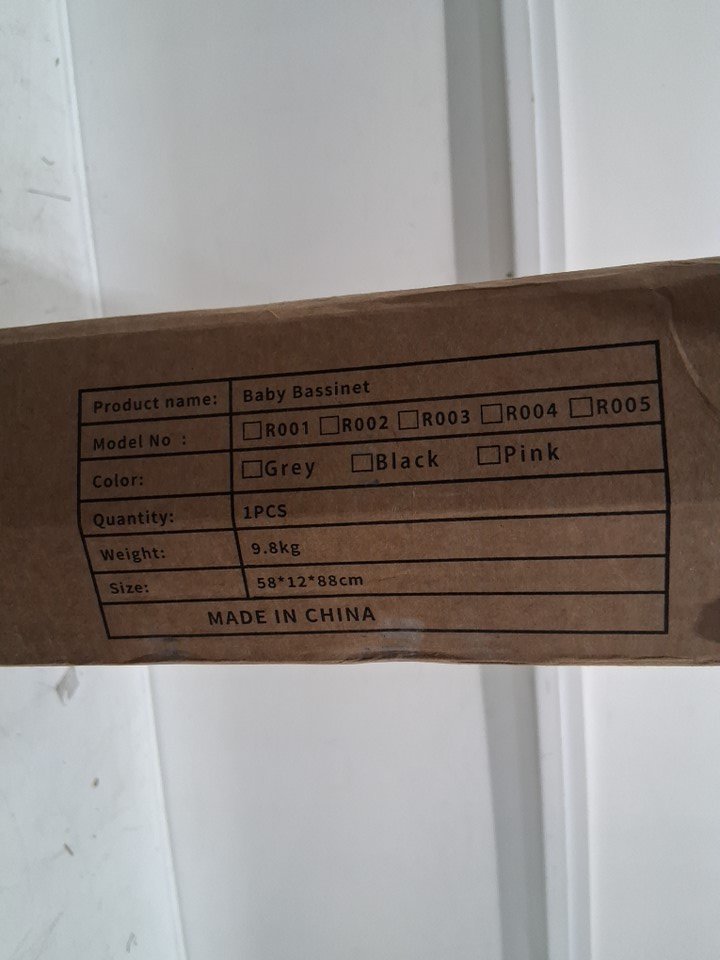 Product name: Baby Bassinet
Model No : □R001 □R002 □R003 □R004 □R005
Color: □Grey □Black □Pink
Quantity: 1PCS
Weight: 9.8kg
Size: 58*12*88cm
MADE IN CHINA